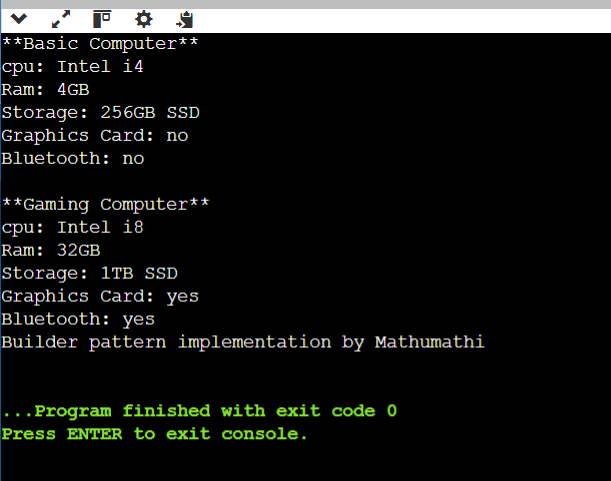 **Basic Computer**
cpu: Intel i4
Ram: 4GB
Storage: 256GB SSD
Graphics Card: no
Bluetooth: no
**Gaming Computer**
cpu: Intel i8
Ram: 32GB
Storage: 1TB SSD
Graphics Card: yes
Bluetooth: yes
Builder pattern implementation by Mathumathi
...Program finished with exit code 0
Press ENTER to exit console.